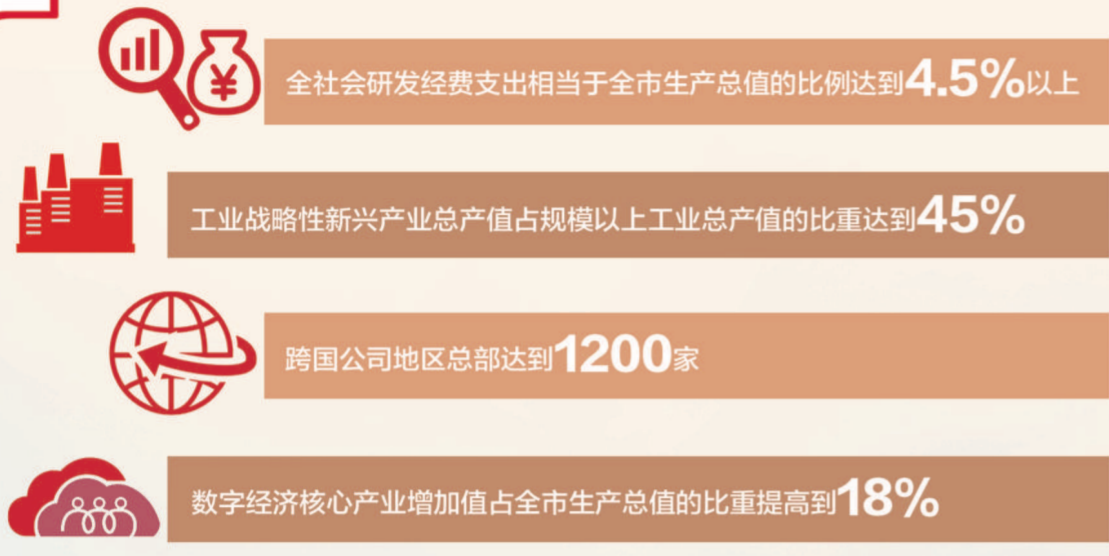 全社会研发经费支出相当于全市生产总值的比例达到4.5%以上
工业战略性新兴产业总产值占规模以上工业总产值的比重达到45%
跨国公司地区总部达到1200家
数字经济核心产业增加值占全市生产总值的比重提高到18%